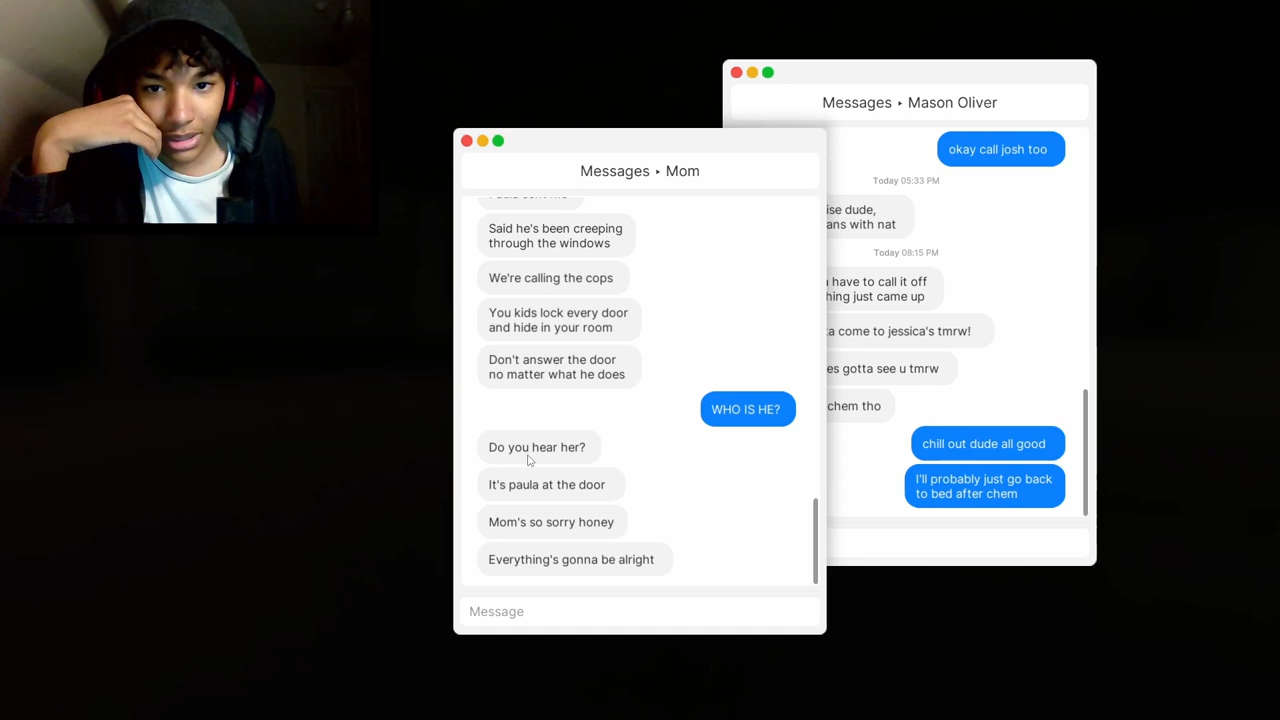 Messages ‣ Mom
Said he's been creeping
through the windows
We're calling the cops
You kids lock every door
and hide in your room
Don't answer the door
no matter what he does
WHO IS HE?
Do you hear her?
It's paula at the door
Mom's so sorry honey
Everything's gonna be alright
Message
Messages ‣ Mason Oliver
okay call josh too
Today 05:33 PM
dude,
with nat
Today 08:15 PM
have to call it off
just came up
come to jessica's tmrw!
gotta see u tmrw
chem tho
chill out dude all good
I'll probably just go back
to bed after chem